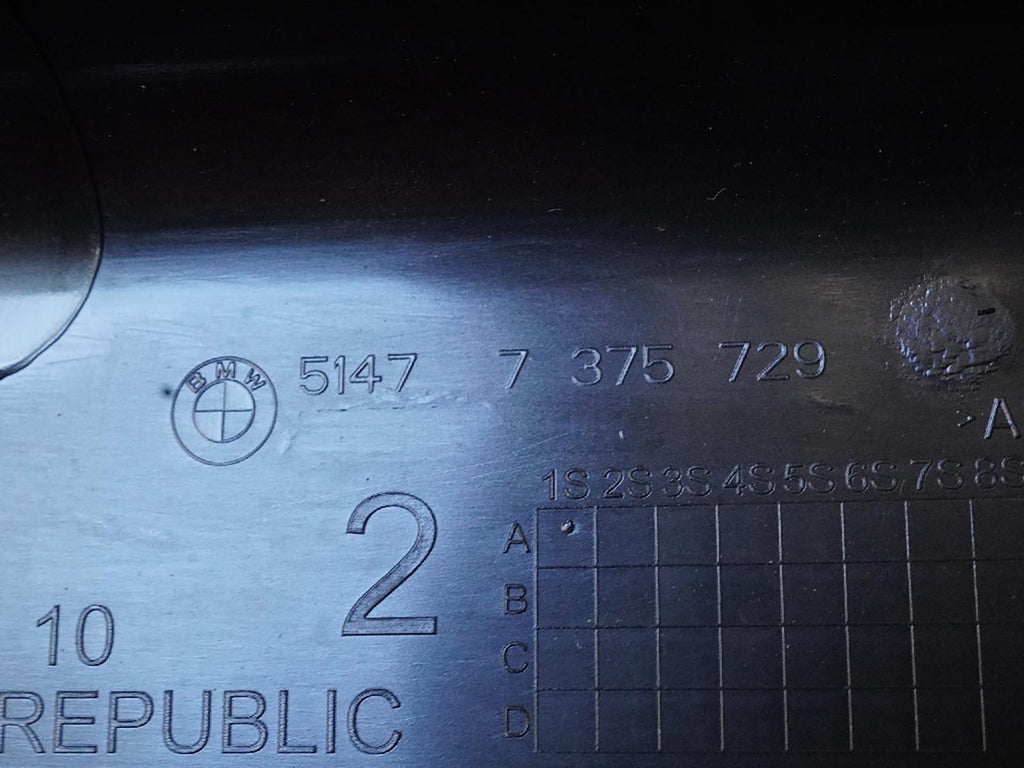 BMW 5147 7 375 729
>A
1S 2S 3S 4S 5S 6S 7S 8S
A
2
B
10
C
REPUBLIC
D